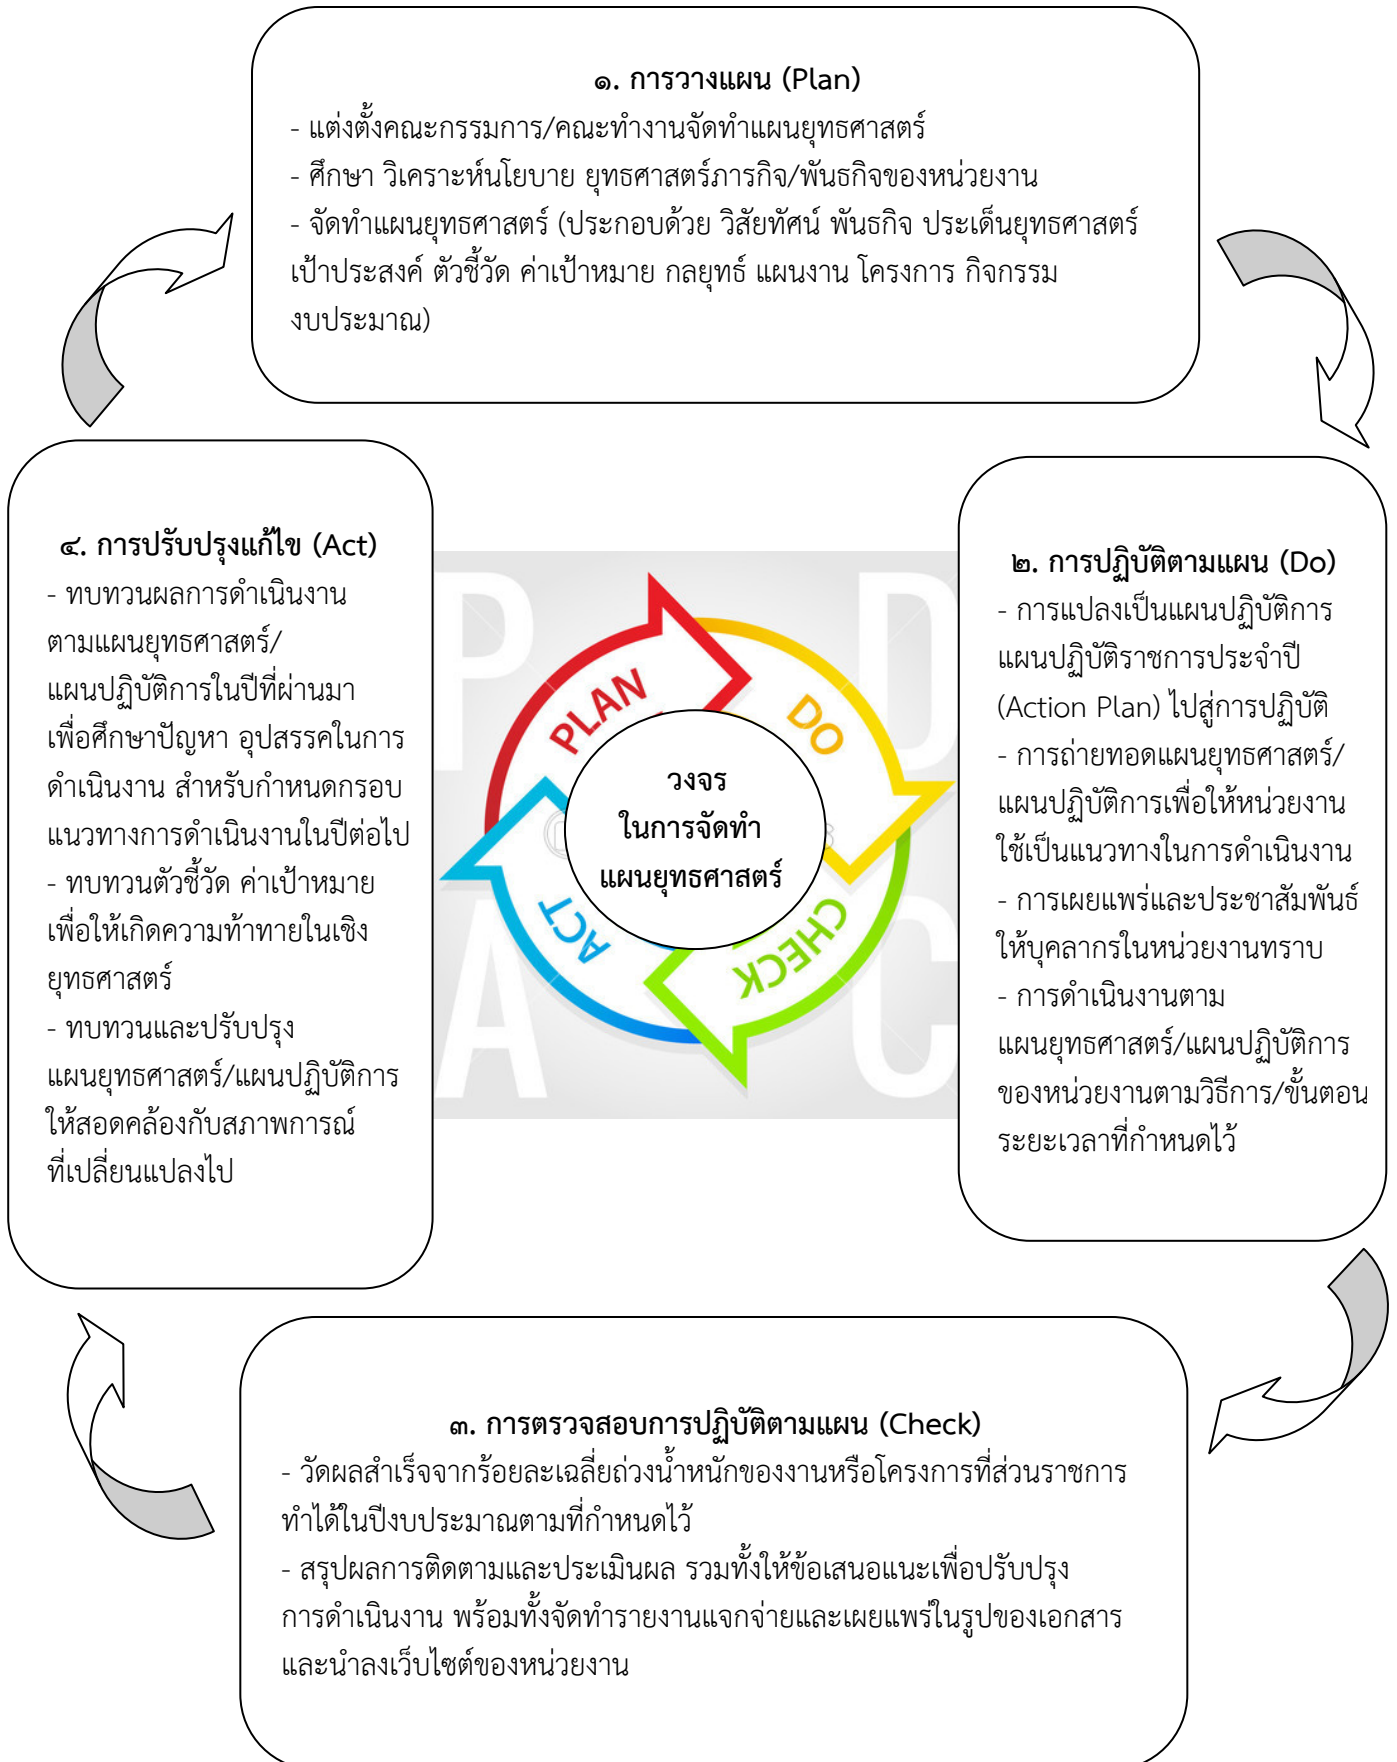 ๑. การวางแผน (Plan)
- แต่งตั้งคณะกรรมการ/คณะทำงานจัดทำแผนยุทธศาสตร์
- ศึกษา วิเคราะห์นโยบาย ยุทธศาสตร์ภารกิจ/พันธกิจของหน่วยงาน
- จัดทำแผนยุทธศาสตร์ (ประกอบด้วย วิสัยทัศน์ พันธกิจ ประเด็นยุทธศาสตร์
เป้าประสงค์ ตัวชี้วัด ค่าเป้าหมาย กลยุทธ์ แผนงาน โครงการ กิจกรรม
งบประมาณ)
๒. การปฏิบัติตามแผน (Do)
- การแปลงเป็นแผนปฏิบัติการ
แผนปฏิบัติราชการประจำปี
(Action Plan) ไปสู่การปฏิบัติ
- การถ่ายทอดแผนยุทธศาสตร์/
แผนปฏิบัติการเพื่อให้หน่วยงาน
ใช้เป็นแนวทางในการดำเนินงาน
- การเผยแพร่และประชาสัมพันธ์
ให้บุคลากรในหน่วยงานทราบ
- การดำเนินงานตาม
แผนยุทธศาสตร์/แผนปฏิบัติการ
ของหน่วยงานตามวิธีการ/ขั้นตอน
ระยะเวลาที่กำหนดไว้
๓. การตรวจสอบการปฏิบัติตามแผน (Check)
- วัดผลสำเร็จจากร้อยละเฉลี่ยถ่วงน้ำหนักของงานหรือโครงการที่ส่วนราชการ
ทำได้ในปีงบประมาณตามที่กำหนดไว้
- สรุปผลการติดตามและประเมินผล รวมทั้งให้ข้อเสนอแนะเพื่อปรับปรุง
การดำเนินงาน พร้อมทั้งจัดทำรายงานแจกจ่ายและเผยแพร่ในรูปของเอกสาร
และนำลงเว็บไซต์ของหน่วยงาน
๔. การปรับปรุงแก้ไข (Act)
- ทบทวนผลการดำเนินงาน
ตามแผนยุทธศาสตร์/
แผนปฏิบัติการในปีที่ผ่านมา
เพื่อศึกษาปัญหา อุปสรรคในการ
ดำเนินงาน สำหรับกำหนดกรอบ
แนวทางการดำเนินงานในปีต่อไป
- ทบทวนตัวชี้วัด ค่าเป้าหมาย
เพื่อให้เกิดความท้าทายในเชิง
ยุทธศาสตร์
- ทบทวนและปรับปรุง
แผนยุทธศาสตร์/แผนปฏิบัติการ
ให้สอดคล้องกับสภาพการณ์
ที่เปลี่ยนแปลงไป
P
D
A
C
PLAN
DO
CHECK
ACT
วงจร
ในการจัดทำ
แผนยุทธศาสตร์